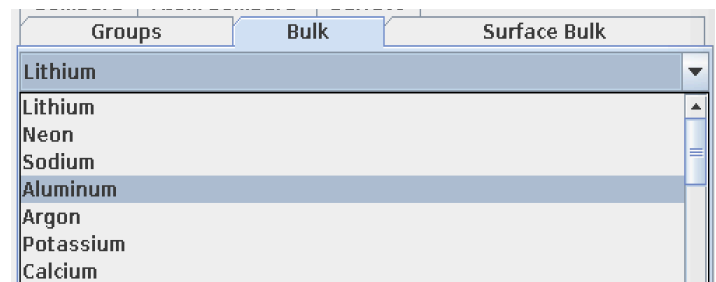 Groups Bulk Surface Bulk
Lithium
Lithium
Neon
Sodium
Aluminum
Argon
Potassium
Calcium